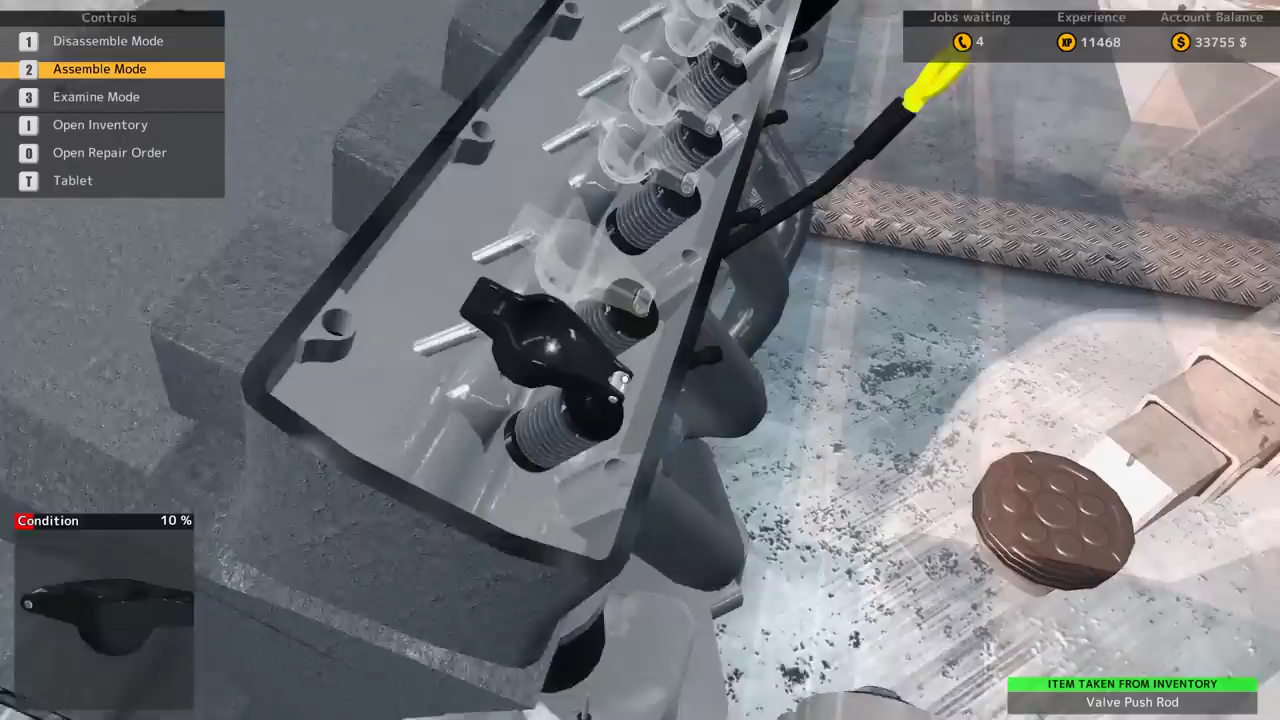 Controls
1 Disassemble Mode
2 Assemble Mode
3 Examine Mode
I Open Inventory
O Open Repair Order
T Tablet
Jobs waiting Experience Account Balance
4 XP 11468 $ 33755 $
Condition 10 %
ITEM TAKEN FROM INVENTORY
Valve Push Rod